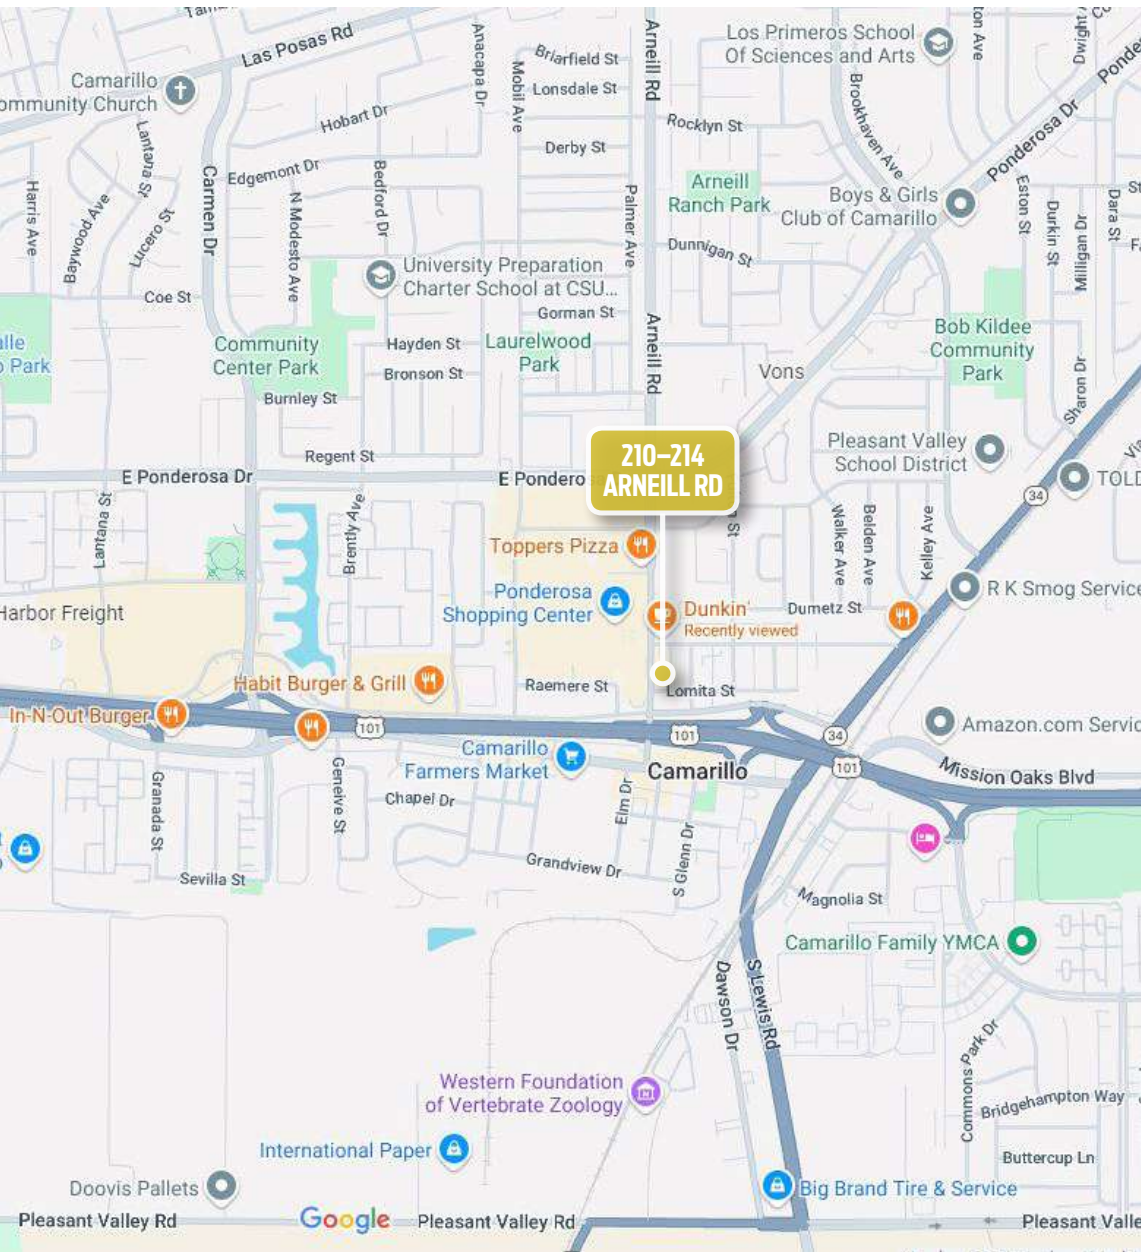 Las Posas Rd
Camarillo
ommunity Church
Anacapa Dr
Mobil Ave
Briarfield St
Lonsdale St
Arneill Rd
Los Primeros School
Of Sciences and Arts
ton Ave
Dwight
Ponde
Hobart Dr
Rocklyn St
Brookhaven Ave
Ponderosa Dr
Lantana St
Derby St
Carmen Dr
Edgemont Dr
Bedford Dr
N Modesto Ave
Harris Ave
Baywood Ave
Lucero St
Palmer Ave
Arneill
Ranch Park
Boys & Girls
Club of Camarillo
Eston St
Durkin St
Milligan Dr
Dara St
St
Dunnigan St
University Preparation
Charter School at CSU...
Coe St
Gorman St
Arneill Rd
alle
o Park
Community
Center Park
Hayden St
Bronson St
Laurelwood
Park
Vons
Bob Kildee
Community
Park
Sharon Dr
Burnley St
Pleasant Valley
School District
Regent St
210–214
ARNEILL RD
E Ponderosa Dr
E Pondero
TOLD
34
Lantana St
Brently Ave
Toppers Pizza
Walker Ave
Belden Ave
Kelley Ave
Harbor Freight
Ponderosa
Shopping Center
Dunkin'
Recently viewed
Dumetz St
R K Smog Service
Habit Burger & Grill
Raemere St
Lomita St
In-N-Out Burger
101
101
34
101
Amazon.com Servic
Camarillo
Farmers Market
Camarillo
Mission Oaks Blvd
Granada St
Geneive St
Chapel Dr
Elm Dr
S Glenn Dr
Grandview Dr
Sevilla St
Magnolia St
Camarillo Family YMCA
Dawson Dr
S Lewis Rd
Commons Park Dr
Western Foundation
of Vertebrate Zoology
Bridgehampton Way
International Paper
Buttercup Ln
Doovis Pallets
Big Brand Tire & Service
Pleasant Valley Rd
Google
Pleasant Valley Rd
Pleasant Valle